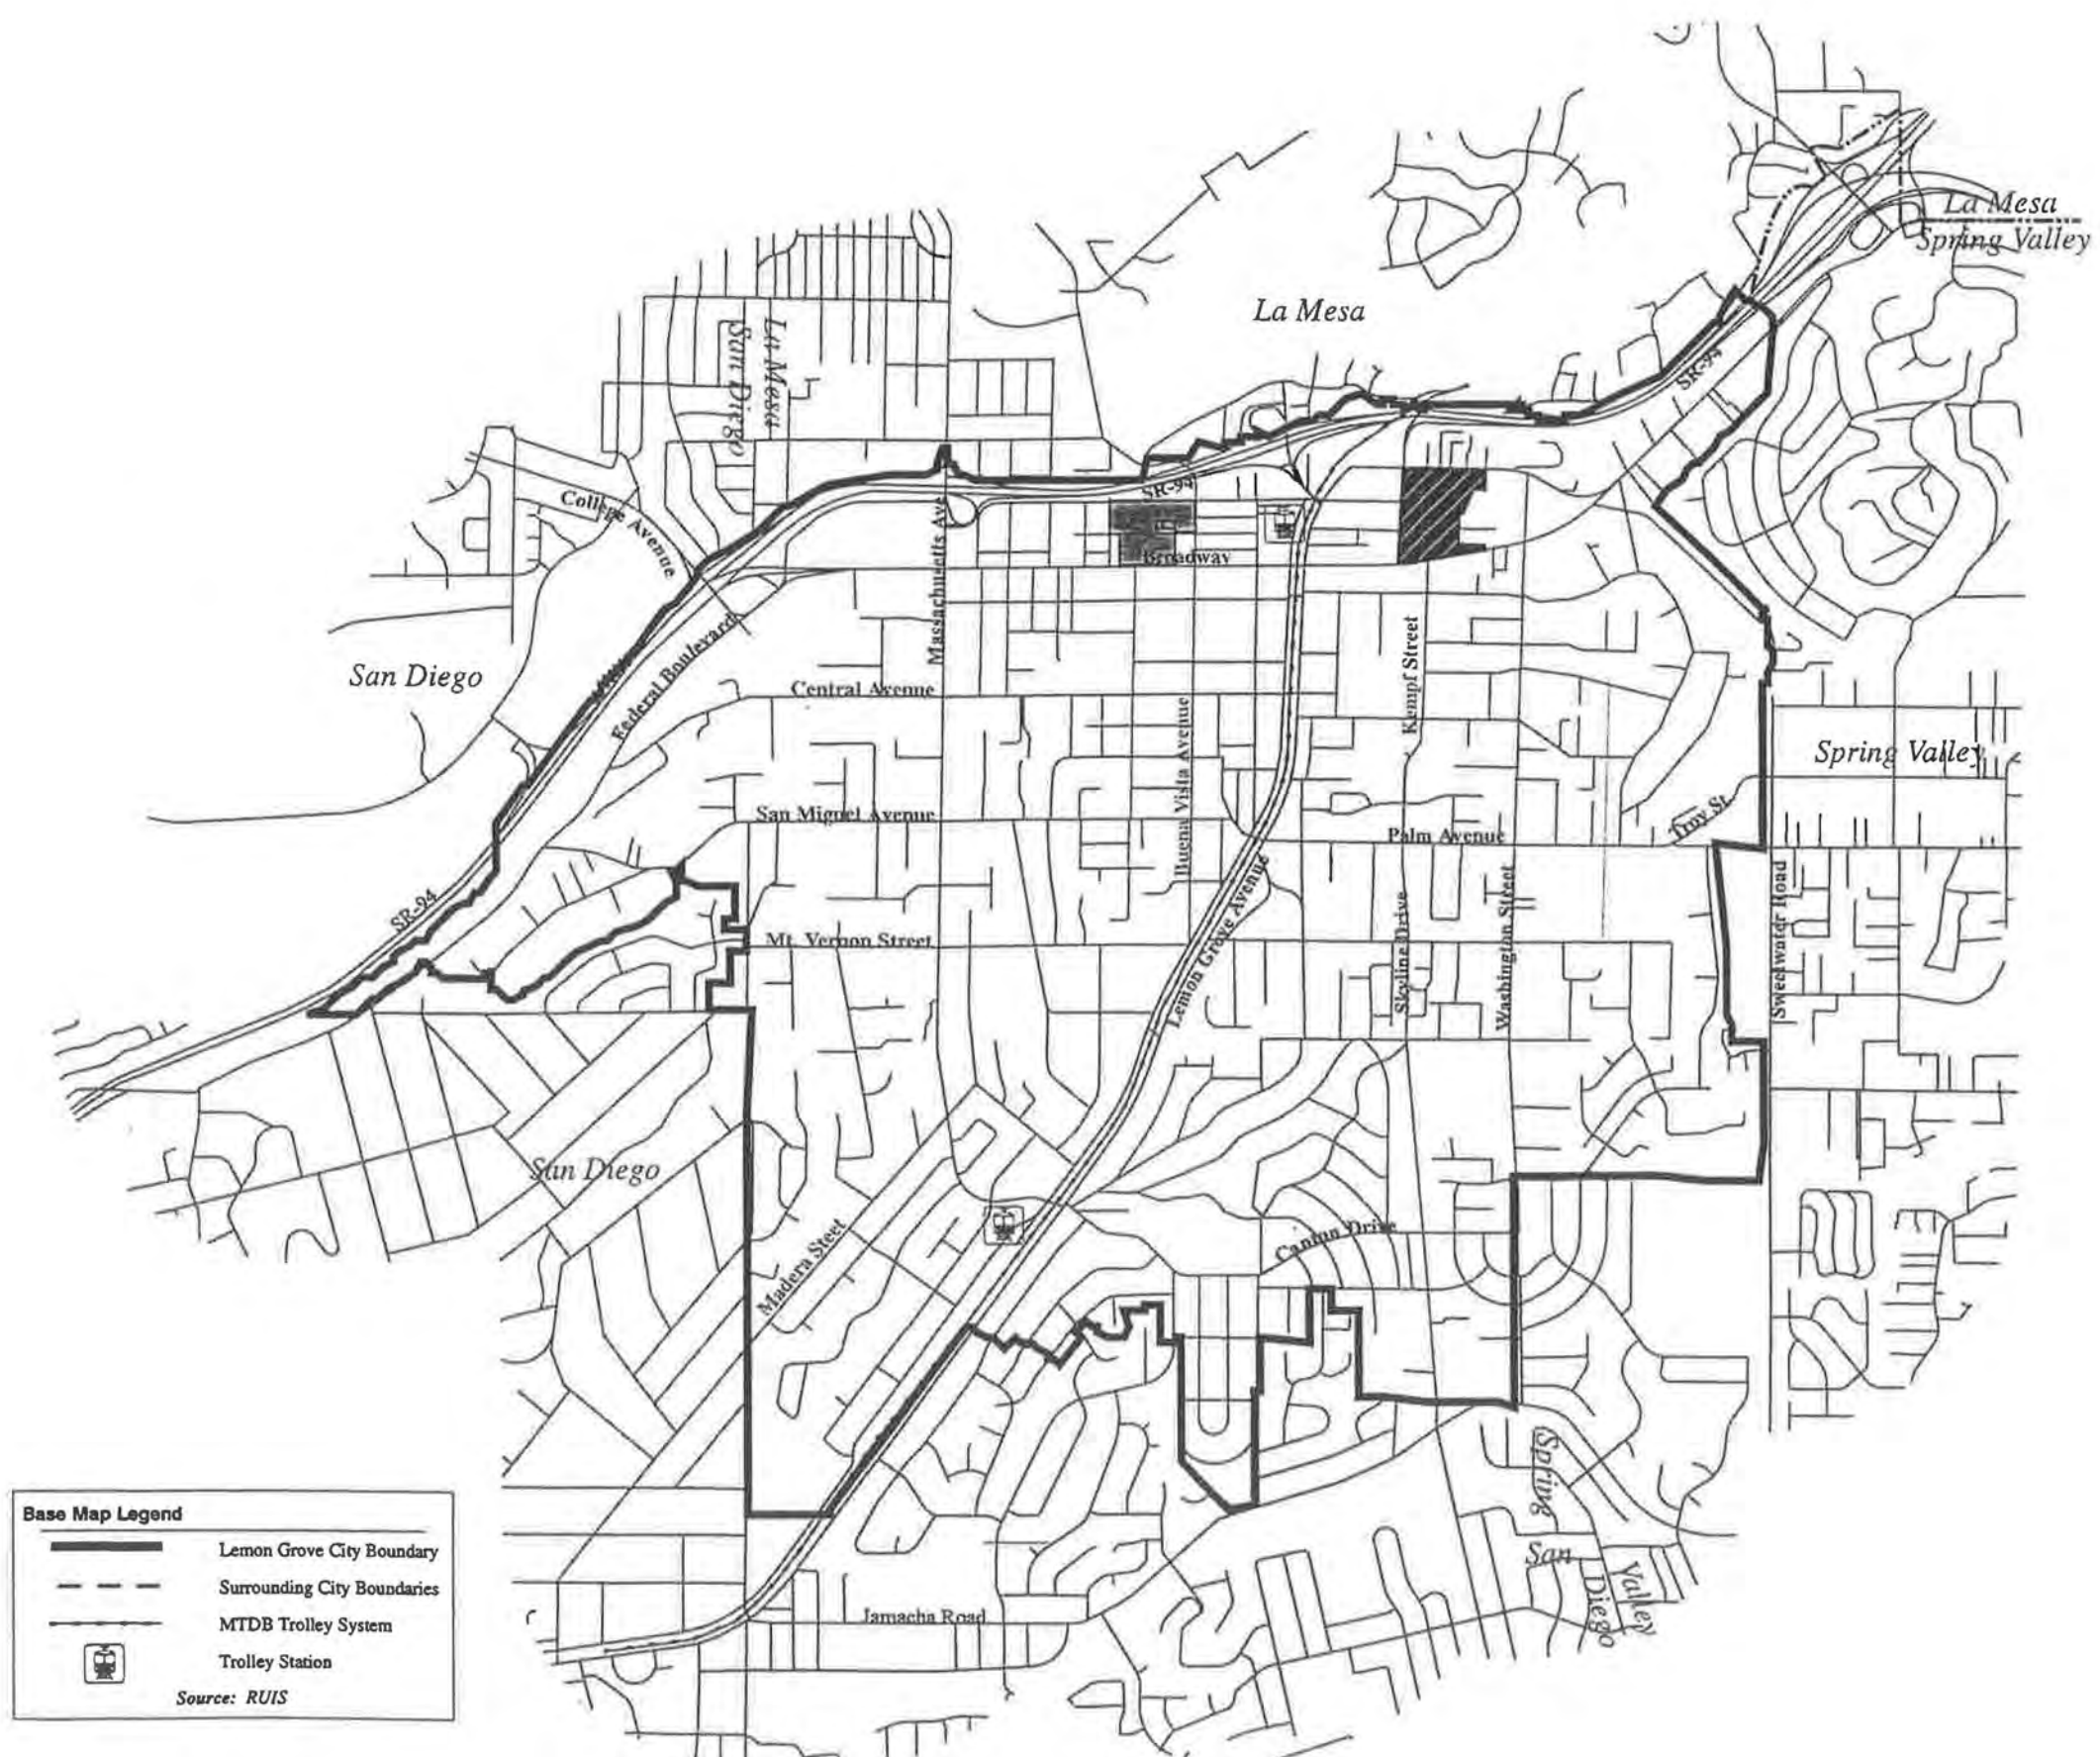 La Mesa
Spring Valley
La Mesa
La Mesa
San Diego
SR-94
College Avenue
SR-94
Massachusetts Ave
Broadway
Federal Boulevard
San Diego
Kempf Street
Central Avenue
Buena Vista Avenue
Spring Valley
San Miguel Avenue
Palm Avenue
Troy St.
SR-94
Lemon Grove Avenue
Skyline Drive
Washington Street
Sweetwater Road
Mt. Vernon Street
San Diego
Madera Steet
Canton Drive
Spring
Valley
San
Diego
Jamacha Road
Base Map Legend
Lemon Grove City Boundary
Surrounding City Boundaries
MTDB Trolley System
Trolley Station
Source: RUIS